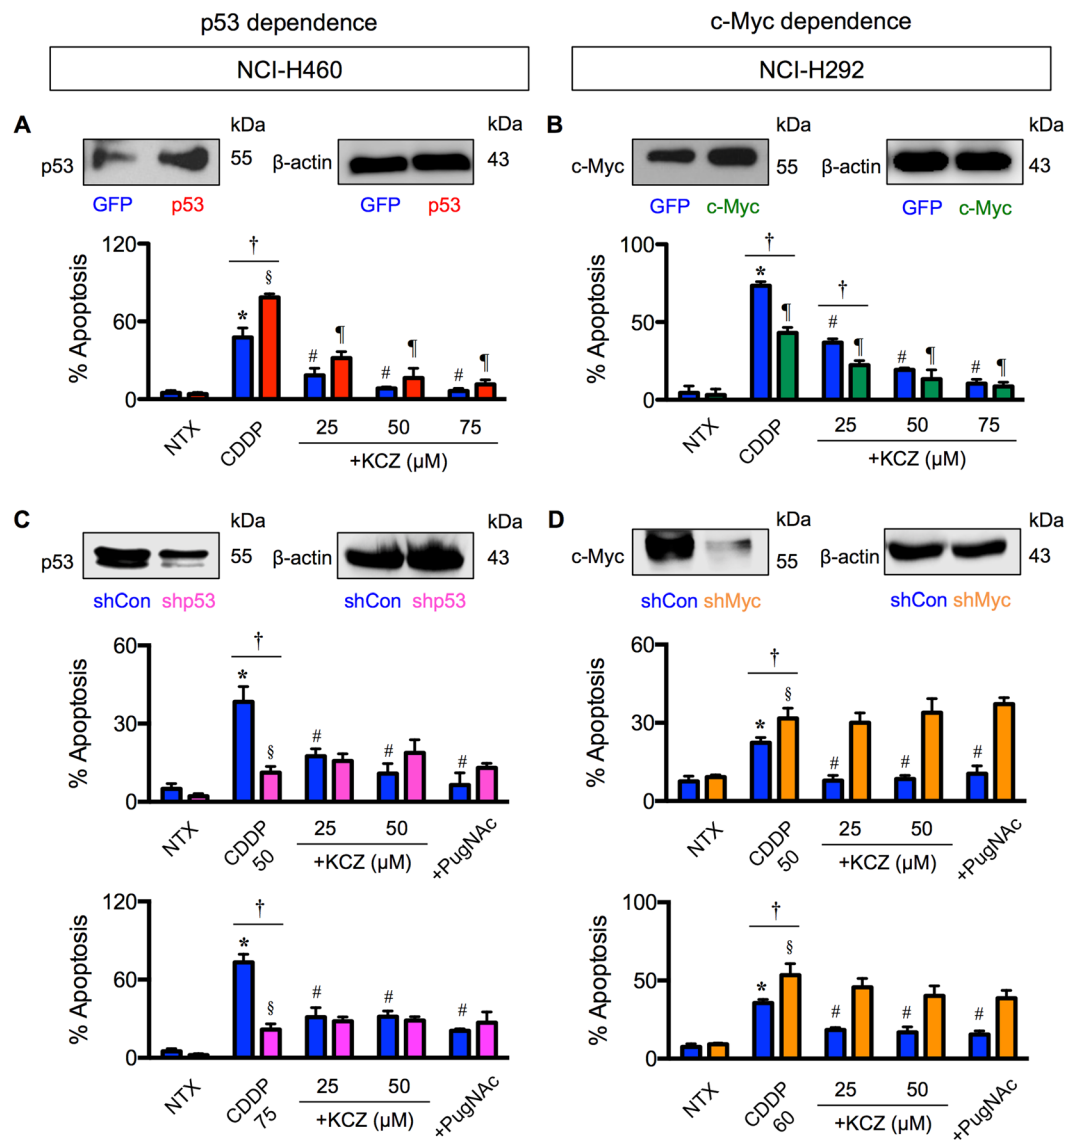 p53 dependence
c-Myc dependence
NCI-H460
NCI-H292
A
kDa
kDa
p53
55
β-actin
43
GFP p53
GFP p53
% Apoptosis
120
60
0
†
*
§
#
¶
#
¶
#
¶
NTX
CDDP
25 50 75
+KCZ (μM)
B
kDa
kDa
c-Myc
55
β-actin
43
GFP c-Myc
GFP c-Myc
% Apoptosis
100
50
0
†
*
¶
†
#
¶
#
¶
#
¶
NTX
CDDP
25 50 75
+KCZ (μM)
C
kDa
kDa
p53
55
β-actin
43
shCon shp53
shCon shp53
% Apoptosis
60
30
0
†
*
§
#
#
#
NTX
CDDP
50
25 50
+KCZ (μM)
+PugNAc
% Apoptosis
120
60
0
†
*
§
#
#
#
NTX
CDDP
75
25 50
+KCZ (μM)
+PugNAc
D
kDa
kDa
c-Myc
55
β-actin
43
shCon shMyc
shCon shMyc
% Apoptosis
60
30
0
†
*
§
#
#
#
NTX
CDDP
50
25 50
+KCZ (μM)
+PugNAc
% Apoptosis
100
50
0
†
*
§
#
#
#
NTX
CDDP
60
25 50
+KCZ (μM)
+PugNAc